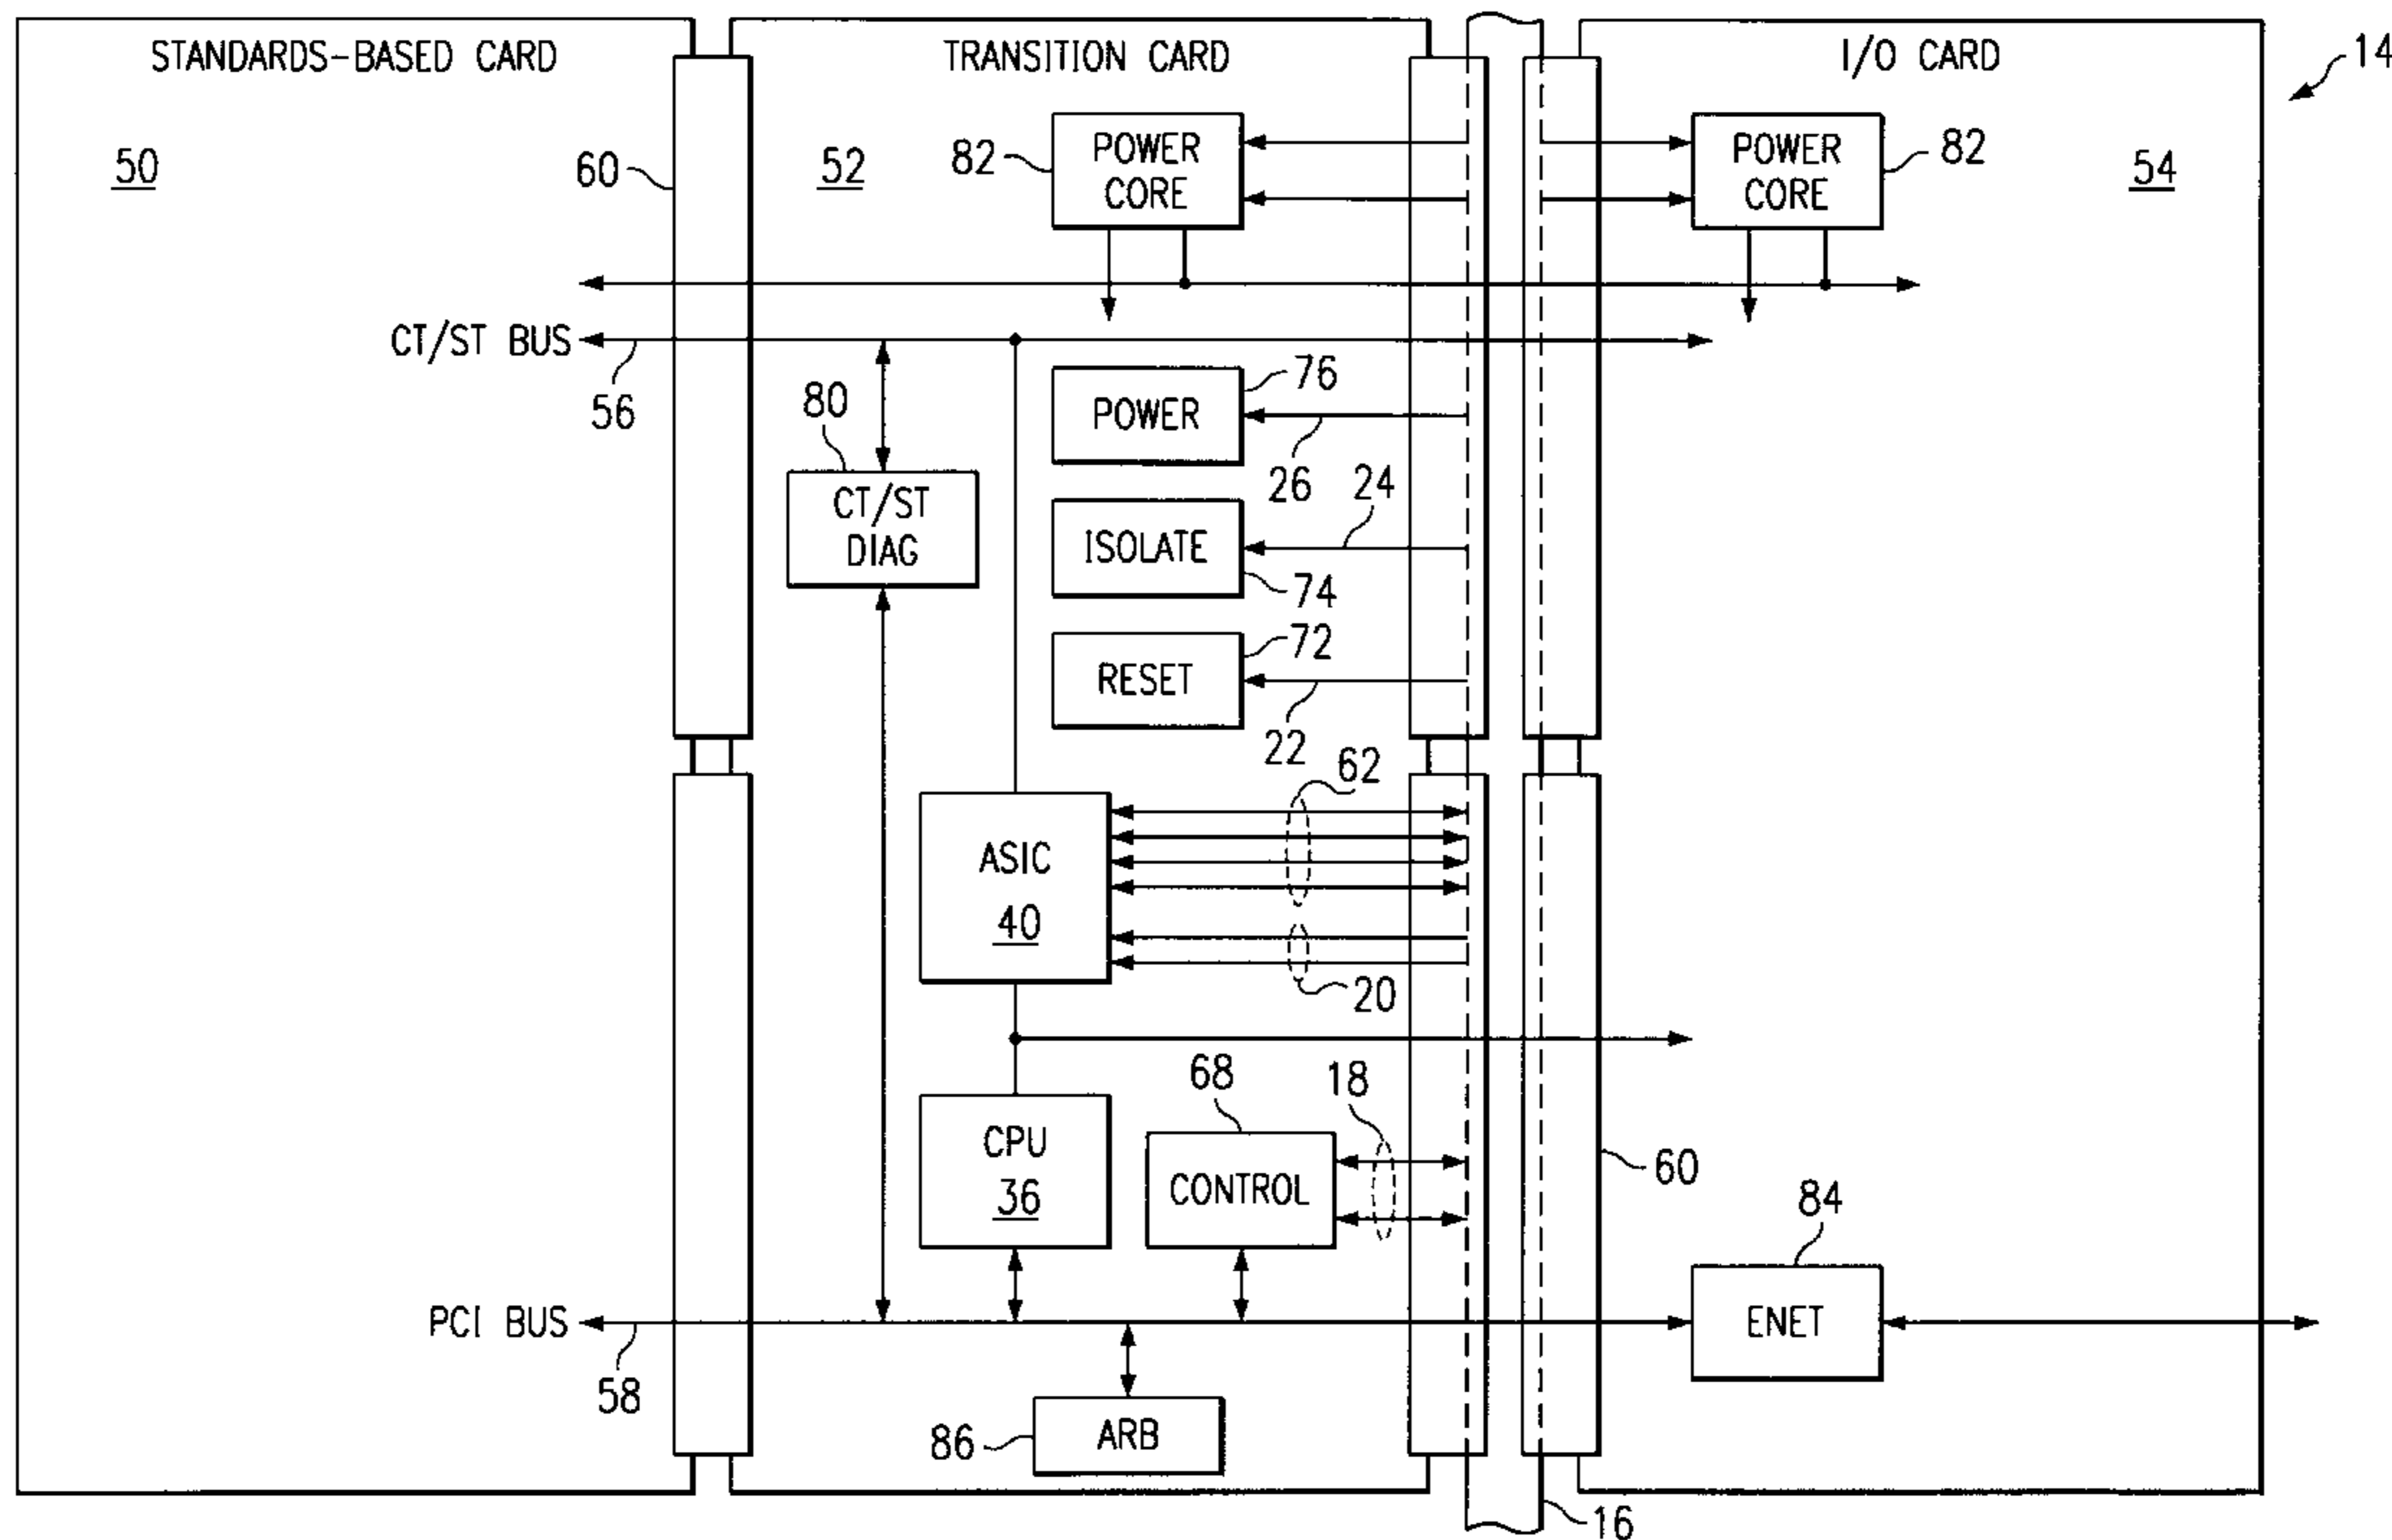 STANDARDS-BASED CARD
TRANSITION CARD
I/O CARD
14
50
60
52
82
POWER
CORE
POWER
CORE
82
54
CT/ST BUS
56
80
CT/ST
DIAG
76
POWER
26
24
ISOLATE
74
72
RESET
22
62
ASIC
40
20
68
18
CPU
36
CONTROL
60
84
PCI BUS
58
ENET
86
ARB
16